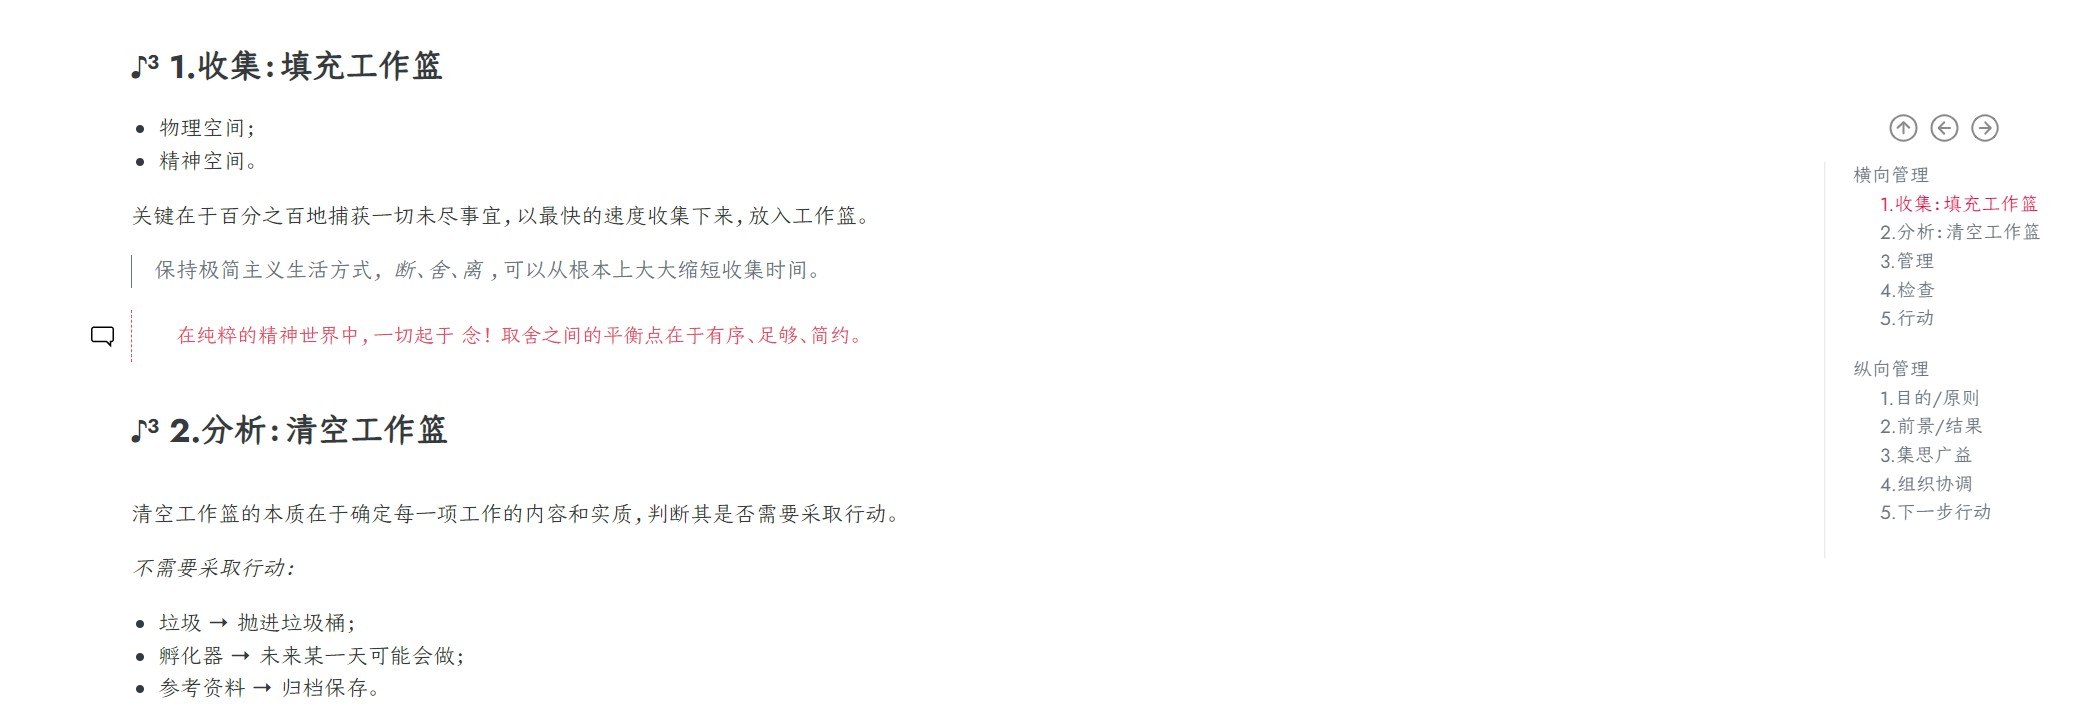 ♪3 1.收集:填充工作篮
物理空间;
精神空间。
关键在于百分之百地捕获一切未尽事宜,以最快的速度收集下来,放入工作篮。
保持极简主义生活方式, 断、舍、离 ,可以从根本上大大缩短收集时间。
在纯粹的精神世界中,一切起于 念! 取舍之间的平衡点在于有序、足够、简约。
♪3 2.分析:清空工作篮
清空工作篮的本质在于确定每一项工作的内容和实质,判断其是否需要采取行动。
不需要采取行动:
垃圾 → 抛进垃圾桶;
孵化器 → 未来某一天可能会做;
参考资料 → 归档保存。
横向管理
1.收集:填充工作篮
2.分析:清空工作篮
3.管理
4.检查
5.行动
纵向管理
1.目的/原则
2.前景/结果
3.集思广益
4.组织协调
5.下一步行动